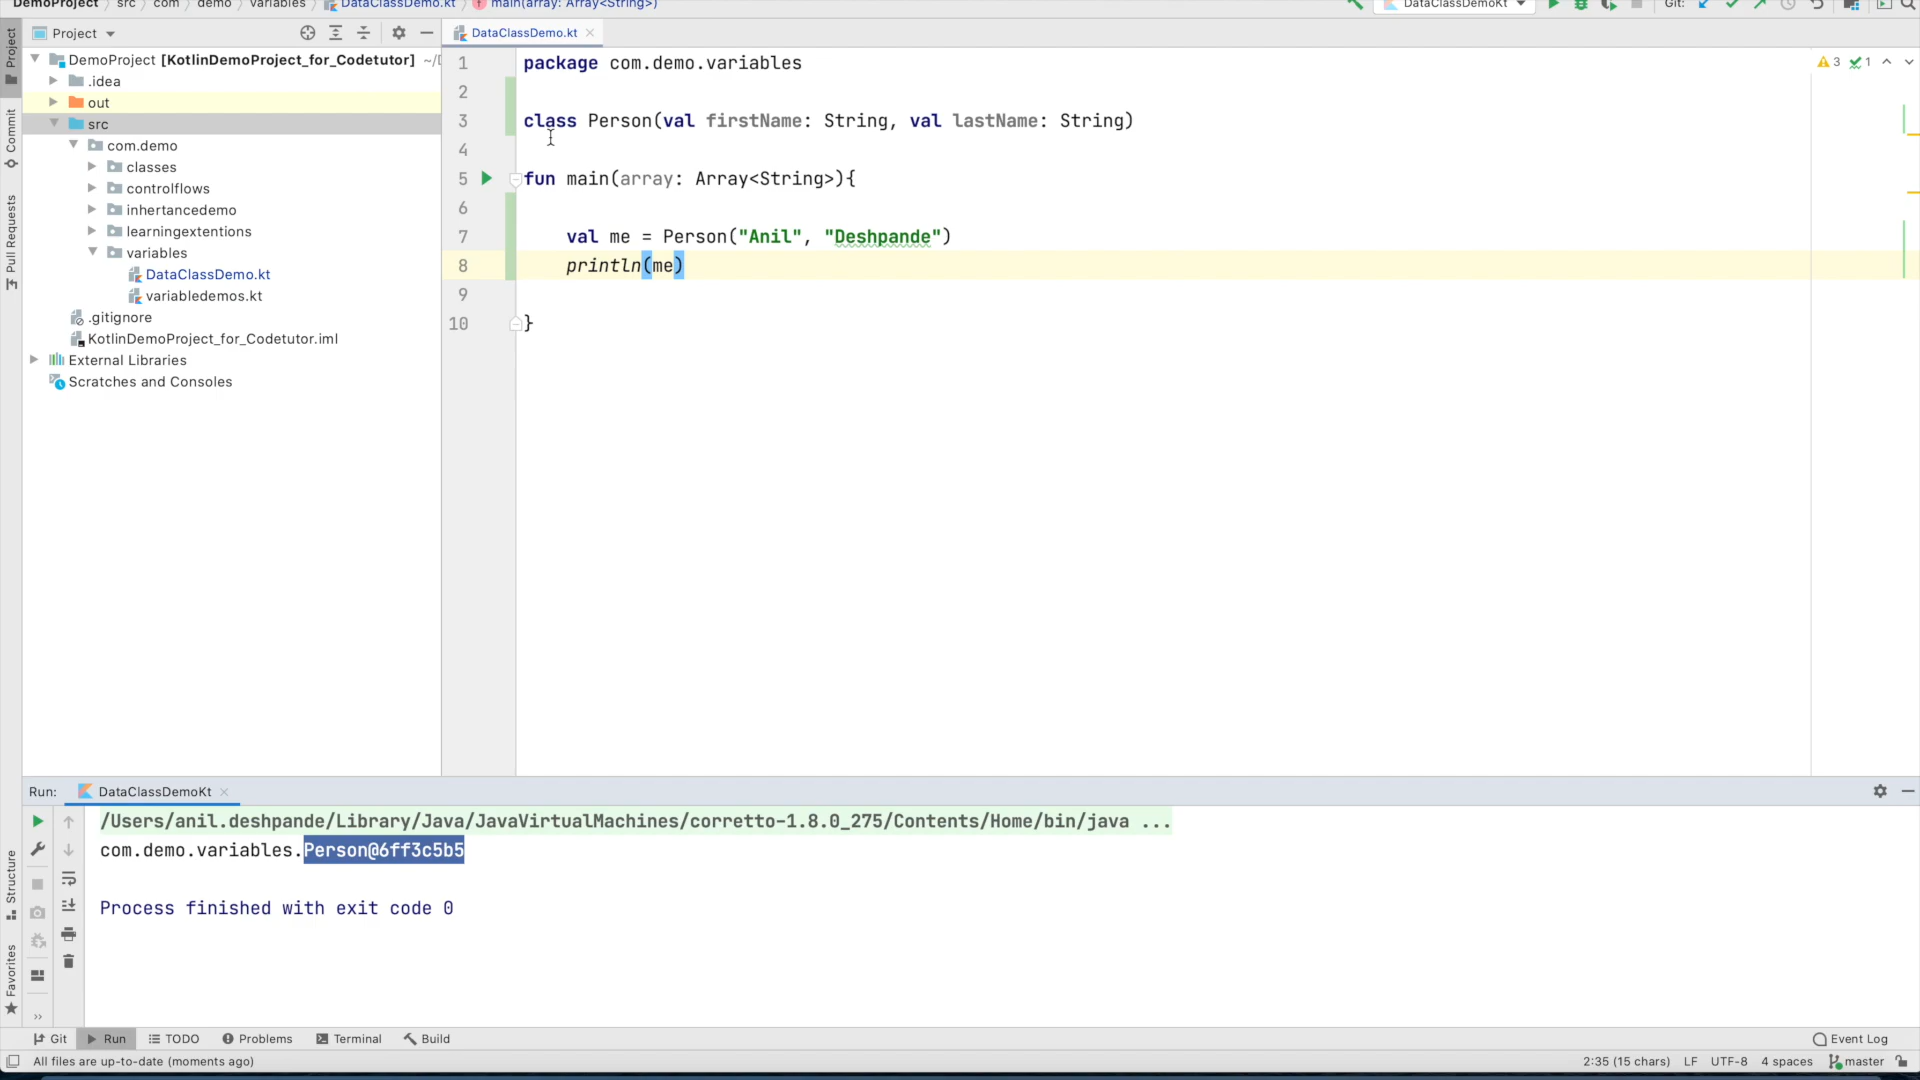 DemoProject 〉 src 〉 com 〉 demo 〉 variables 〉 DataClassDemo.kt 〉 main(array: Array<String>)
DataClassDemoKt
Git:
Project
DataClassDemo.kt
Project
Commit
Pull Requests
DemoProject [KotlinDemoProject_for_Codetutor] ~/D
.idea
out
src
com.demo
classes
controlflows
inhertancedemo
learningextentions
variables
DataClassDemo.kt
variabledemos.kt
.gitignore
KotlinDemoProject_for_Codetutor.iml
External Libraries
Scratches and Consoles
1 package com.demo.variables
2
3 class Person(val firstName: String, val lastName: String)
4
5 fun main(array: Array<String>){
6
7 val me = Person("Anil", "Deshpande")
8 println(me)
9
10 }
3 1
Run: DataClassDemoKt
/Users/anil.deshpande/Library/Java/JavaVirtualMachines/corretto-1.8.0_275/Contents/Home/bin/java ...
com.demo.variables.Person@6ff3c5b5
Process finished with exit code 0
Structure
Favorites
Git Run TODO Problems Terminal Build Event Log
All files are up-to-date (moments ago) 2:35 (15 chars) LF UTF-8 4 spaces master